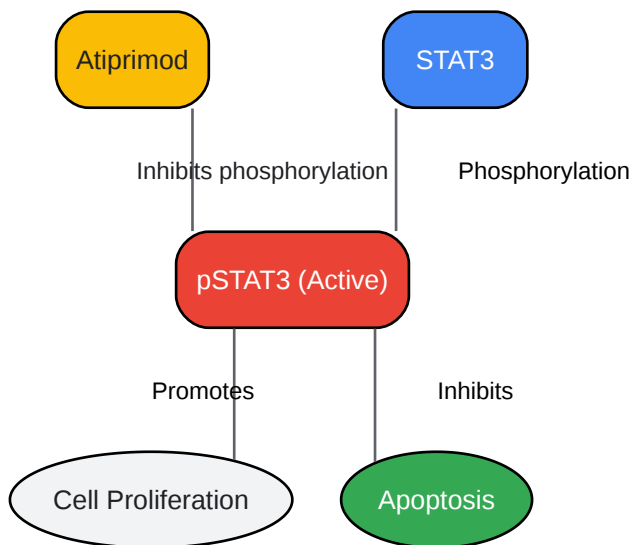 Atiprimod
STAT3
Inhibits phosphorylation
Phosphorylation
pSTAT3 (Active)
Promotes
Inhibits
Cell Proliferation
Apoptosis